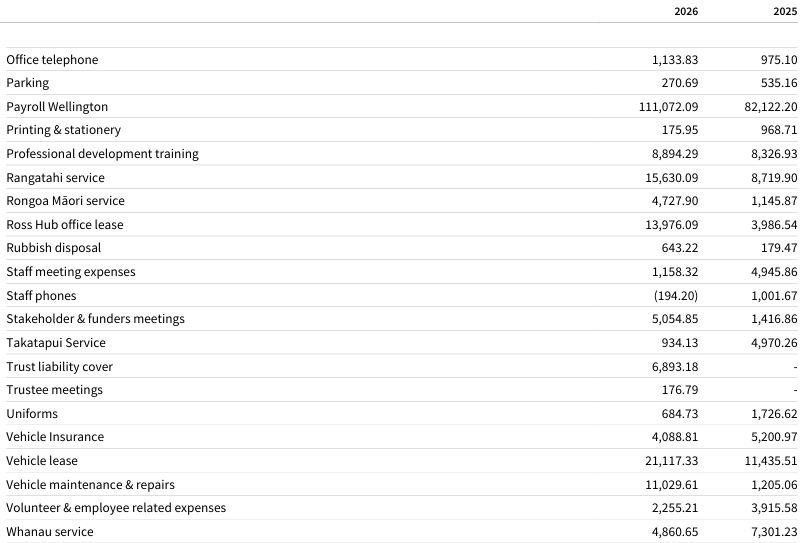 2026 2025
Office telephone 1,133.83 975.10
Parking 270.69 535.16
Payroll Wellington 111,072.09 82,122.20
Printing & stationery 175.95 968.71
Professional development training 8,894.29 8,326.93
Rangatahi service 15,630.09 8,719.90
Rongoa Māori service 4,727.90 1,145.87
Ross Hub office lease 13,976.09 3,986.54
Rubbish disposal 643.22 179.47
Staff meeting expenses 1,158.32 4,945.86
Staff phones (194.20) 1,001.67
Stakeholder & funders meetings 5,054.85 1,416.86
Takatapui Service 934.13 4,970.26
Trust liability cover 6,893.18 -
Trustee meetings 176.79 -
Uniforms 684.73 1,726.62
Vehicle Insurance 4,088.81 5,200.97
Vehicle lease 21,117.33 11,435.51
Vehicle maintenance & repairs 11,029.61 1,205.06
Volunteer & employee related expenses 2,255.21 3,915.58
Whanau service 4,860.65 7,301.23